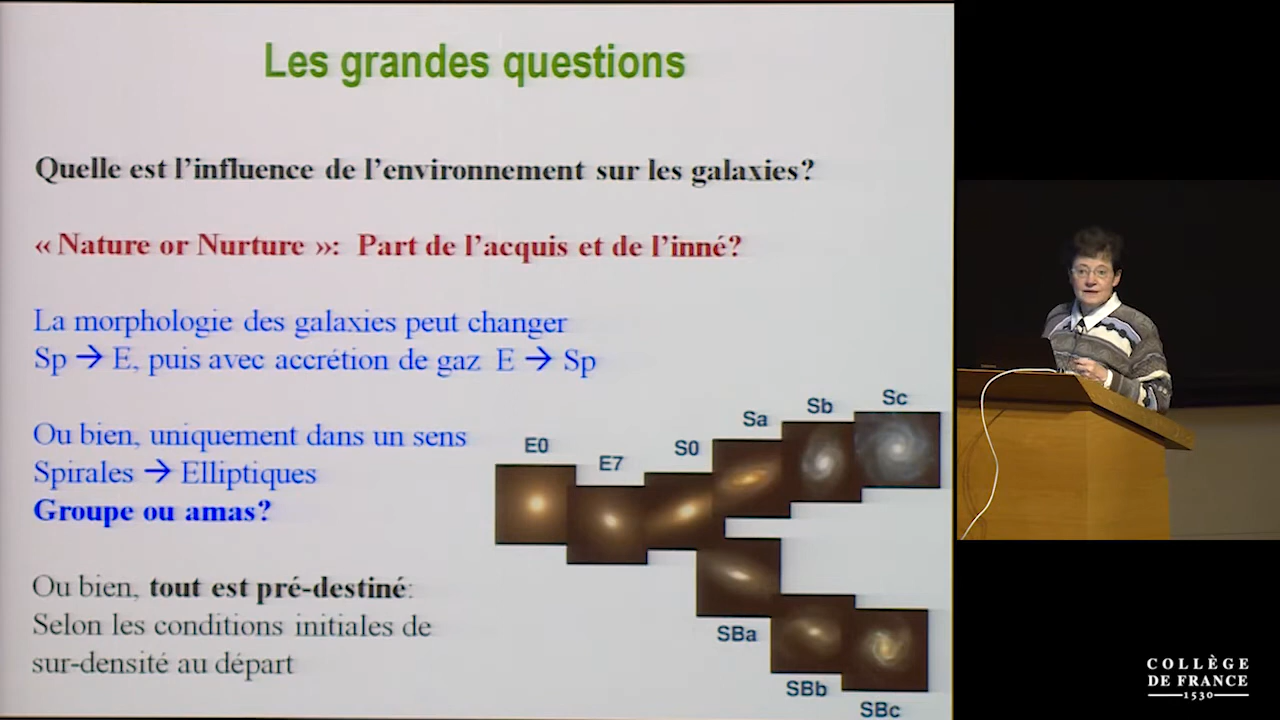 Les grandes questions
Quelle est l'influence de l'environnement sur les galaxies?
« Nature or Nurture »: Part de l'acquis et de l'inné?
La morphologie des galaxies peut changer
Sp → E, puis avec accrétion de gaz E → Sp
Ou bien, uniquement dans un sens
Spirales → Elliptiques
Groupe ou amas?
Ou bien, tout est pré-destiné:
Selon les conditions initiales de
sur-densité au départ
E0
E7
S0
Sa
Sb
Sc
SBa
SBb
SBc
COLLÈGE
DE FRANCE
1530